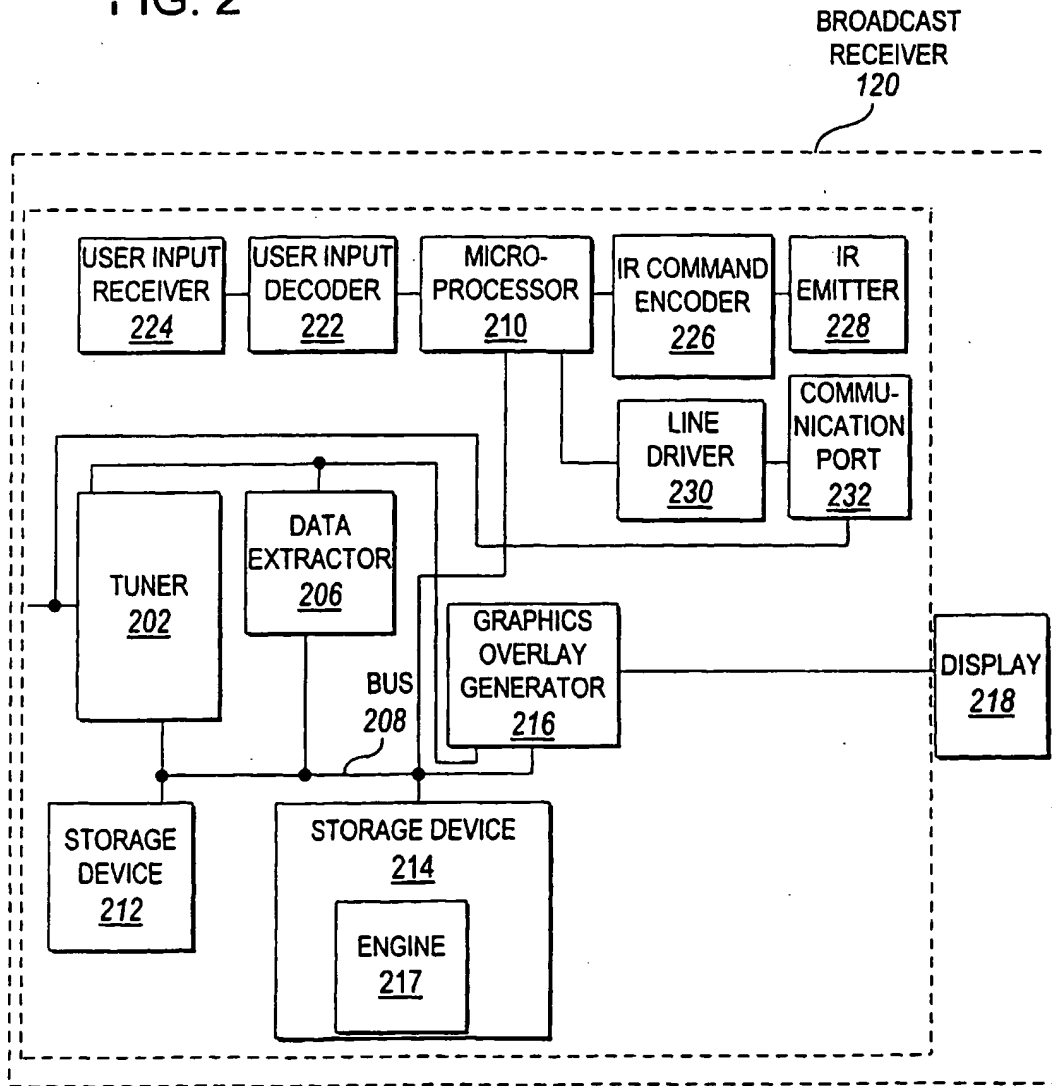 FIG. 2
BROADCAST
RECEIVER
120
USER INPUT
RECEIVER
224
USER INPUT
DECODER
222
MICRO-
PROCESSOR
210
IR COMMAND
ENCODER
226
IR
EMITTER
228
LINE
DRIVER
230
COMMU-
NICATION
PORT
232
TUNER
202
DATA
EXTRACTOR
206
BUS
208
GRAPHICS
OVERLAY
GENERATOR
216
DISPLAY
218
STORAGE
DEVICE
212
STORAGE DEVICE
214
ENGINE
217